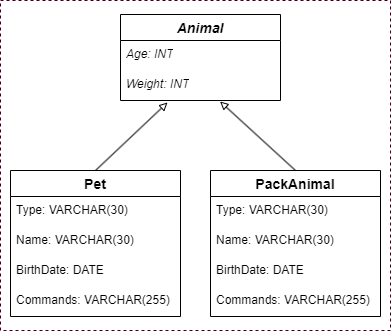 Animal
Age: INT
Weight: INT
Pet
Type: VARCHAR(30)
Name: VARCHAR(30)
BirthDate: DATE
Commands: VARCHAR(255)
PackAnimal
Type: VARCHAR(30)
Name: VARCHAR(30)
BirthDate: DATE
Commands: VARCHAR(255)